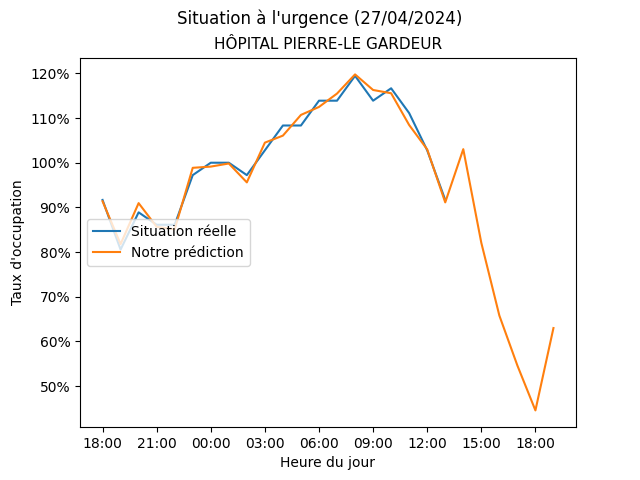 Situation à l'urgence (27/04/2024)
HÔPITAL PIERRE-LE GARDEUR
120%
110%
100%
90%
80%
70%
60%
50%
Taux d'occupation
Situation réelle
Notre prédiction
18:00 21:00 00:00 03:00 06:00 09:00 12:00 15:00 18:00
Heure du jour